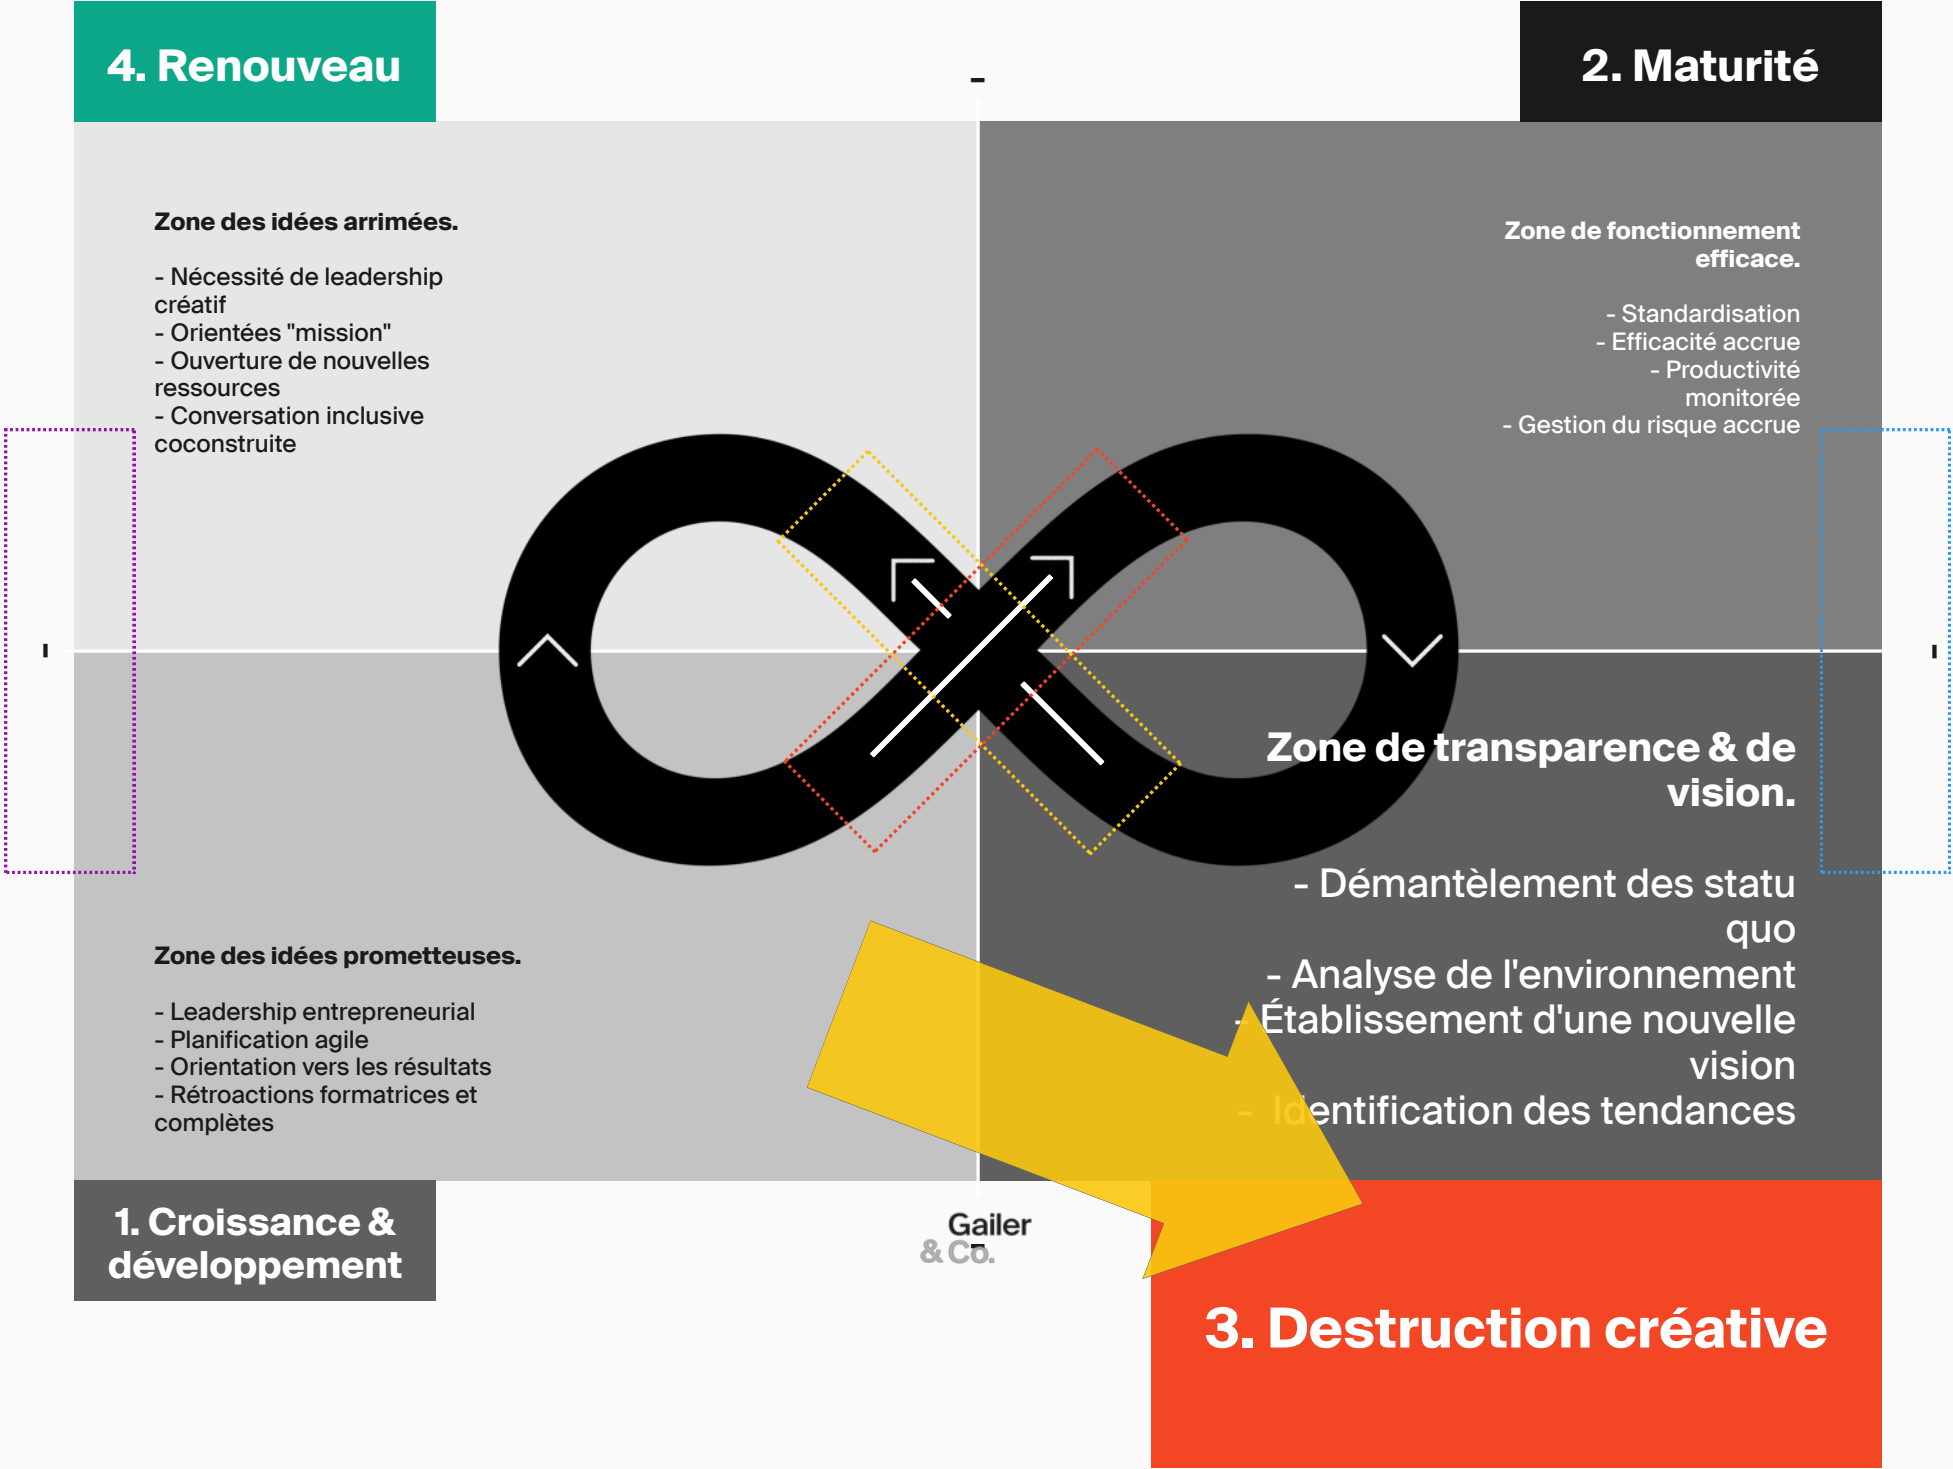 4. Renouveau
2. Maturité
Zone des idées arrimées.
- Nécessité de leadership
créatif
- Orientées "mission"
- Ouverture de nouvelles
ressources
- Conversation inclusive
coconstruite
Zone de fonctionnement
efficace.
- Standardisation
- Efficacité accrue
- Productivité
monitorée
- Gestion du risque accrue
Zone de transparence & de
vision.
- Démantèlement des statu
quo
- Analyse de l'environnement
- Établissement d'une nouvelle
vision
- Identification des tendances
Zone des idées prometteuses.
- Leadership entrepreneurial
- Planification agile
- Orientation vers les résultats
- Rétroactions formatrices et
complètes
1. Croissance &
développement
Gailer
& Co.
3. Destruction créative